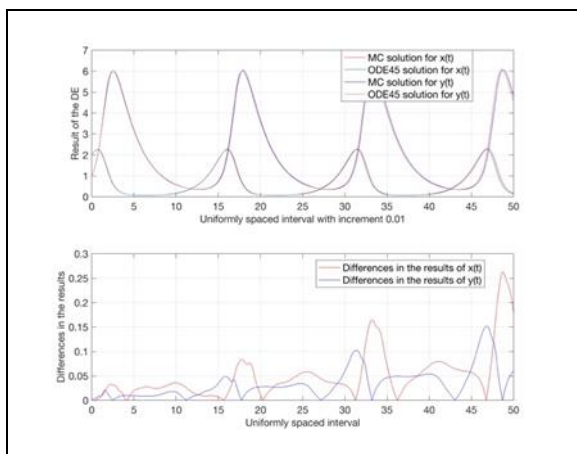 7
6
5
4
3
2
1
0
Result of the DE
MC solution for x(t)
ODE45 solution for x(t)
MC solution for y(t)
ODE45 solution for y(t)
0 5 10 15 20 25 30 35 40 45 50
Uniformly spaced interval with increment 0.01
0.3
0.25
0.2
0.15
0.1
0.05
0
Differences in the results
Differences in the results of x(t)
Differences in the results of y(t)
0 5 10 15 20 25 30 35 40 45 50
Uniformly spaced interval